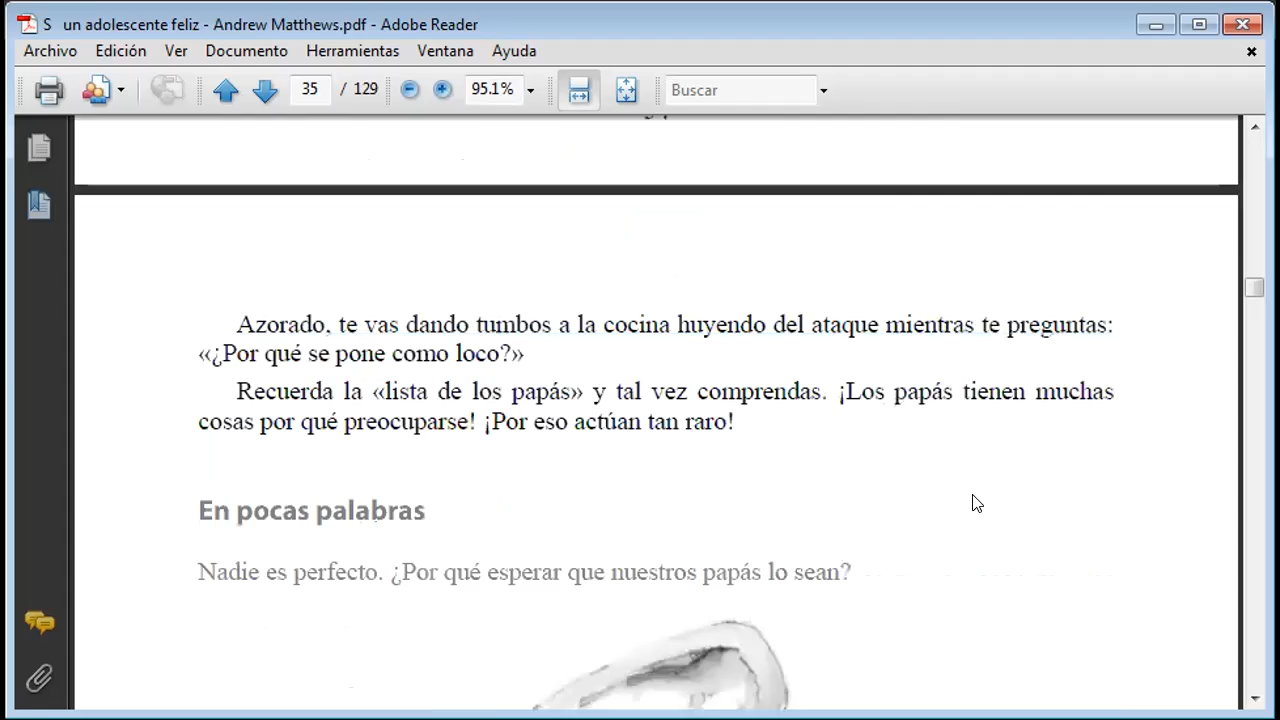 S un adolescente feliz - Andrew Matthews.pdf - Adobe Reader
Archivo Edición Ver Documento Herramientas Ventana Ayuda
35 / 129 95.1% Buscar
Azorado, te vas dando tumbos a la cocina huyendo del ataque mientras te preguntas:
«¿Por qué se pone como loco?»
Recuerda la «lista de los papás» y tal vez comprendas. ¡Los papás tienen muchas
cosas por qué preocuparse! ¡Por eso actúan tan raro!
En pocas palabras
Nadie es perfecto. ¿Por qué esperar que nuestros papás lo sean?